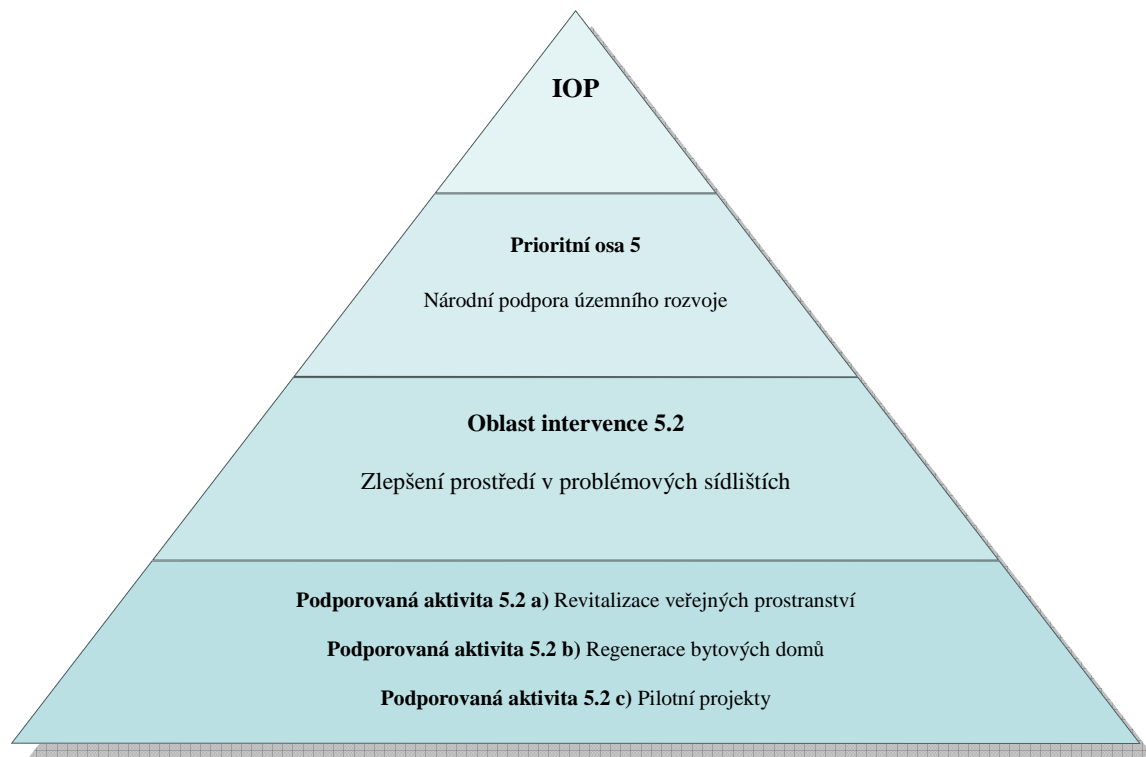 IOP
Prioritní osa 5
Národní podpora územního rozvoje
Oblast intervence 5.2
Zlepšení prostředí v problémových sídlištích
Podporovaná aktivita 5.2 a) Revitalizace veřejných prostranství
Podporovaná aktivita 5.2 b) Regenerace bytových domů
Podporovaná aktivita 5.2 c) Pilotní projekty